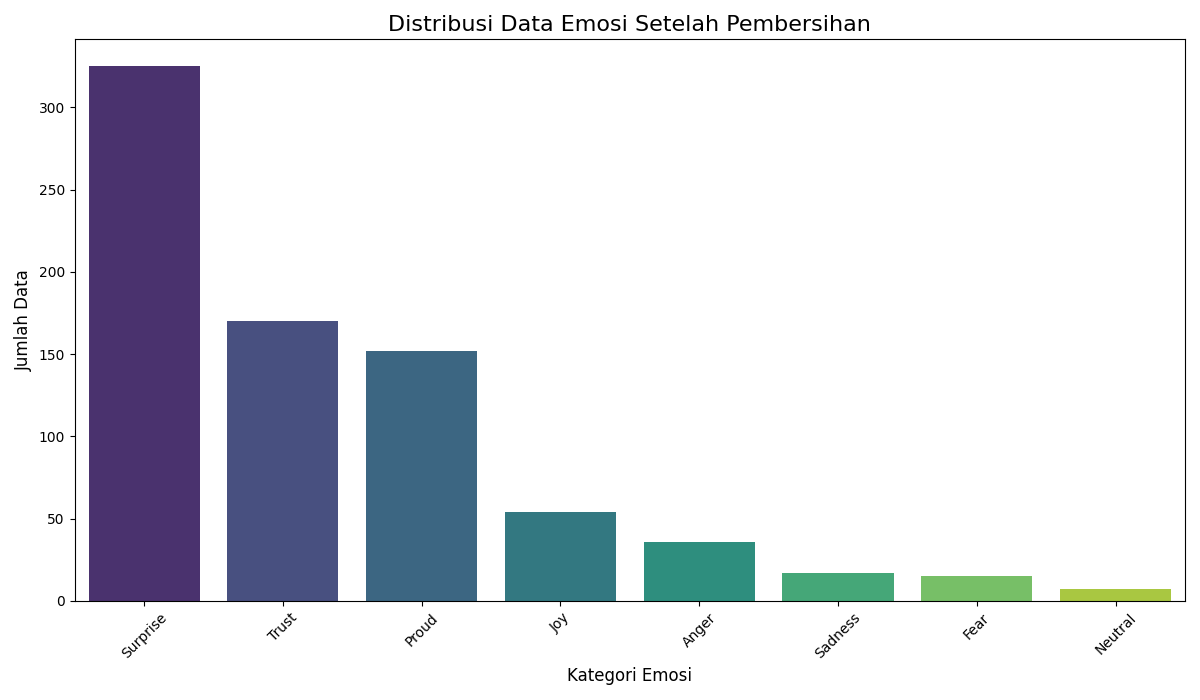 Distribusi Data Emosi Setelah Pembersihan
Jumlah Data
300
250
200
150
100
50
0
Surprise
Trust
Proud
Joy
Anger
Sadness
Fear
Neutral
Kategori Emosi